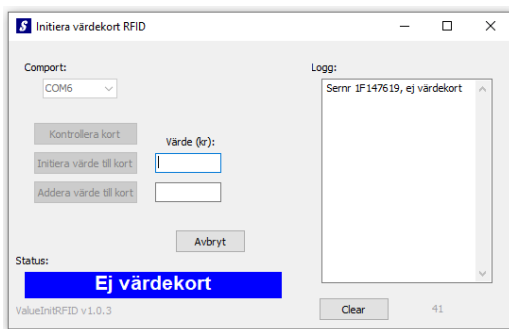 Initiera värdekort RFID
Comport:
COM6
Kontrollera kort
Initiera värde till kort
Addera värde till kort
Värde (kr):
Avbryt
Status:
Ej värdekort
ValueInitRFID v1.0.3
Logg:
Sernr 1F147619, ej värdekort
Clear
41